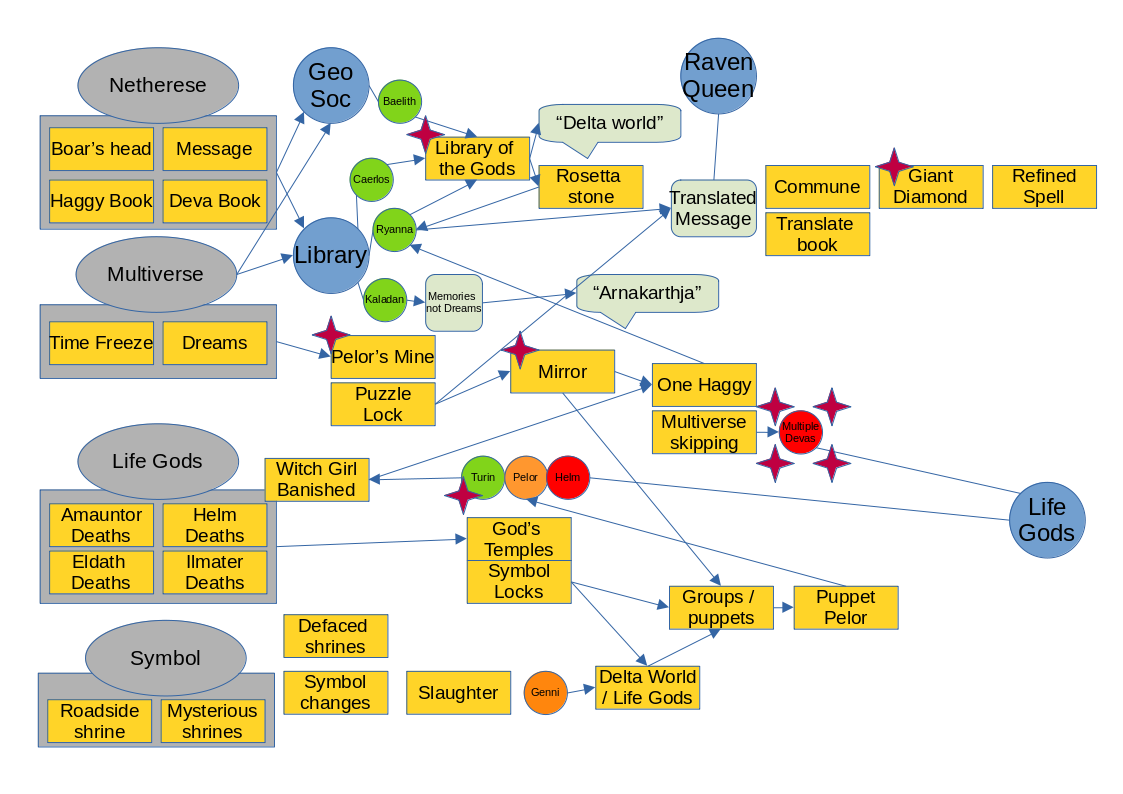 Netherese
Boar's head
Message
Haggy Book
Deva Book
Geo
Soc
Baelith
Library of
the Gods
“Delta world”
Rosetta
stone
Raven
Queen
Translated
Message
Commune
Giant
Diamond
Refined
Spell
Translate
book
Caerlos
Ryanna
Library
Kaladan
Memories
not Dreams
“Arnakarthja”
Multiverse
Time Freeze
Dreams
Pelor's Mine
Puzzle
Lock
Mirror
One Haggy
Multiverse
skipping
Multiple
Devas
Life Gods
Witch Girl
Banished
Turin
Pelor
Helm
Life
Gods
Amauntor
Deaths
Helm
Deaths
Eldath
Deaths
Ilmater
Deaths
God's
Temples
Symbol
Locks
Groups /
puppets
Puppet
Pelor
Symbol
Roadside
shrine
Mysterious
shrines
Defaced
shrines
Symbol
changes
Slaughter
Genni
Delta World
/ Life Gods